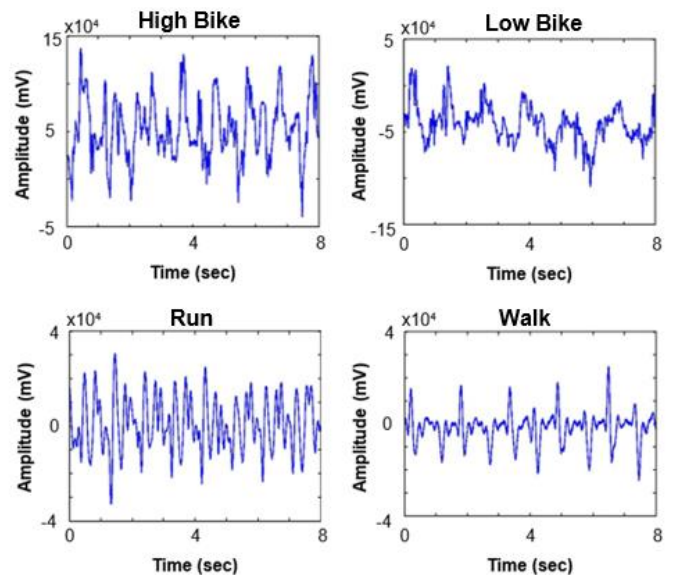 High Bike
x10⁴
15
5
-5
Amplitude (mV)
0 4 8
Time (sec)
Low Bike
x10⁴
5
-5
-15
Amplitude (mV)
0 4 8
Time (sec)
Run
x10⁴
4
0
-4
Amplitude (mV)
0 4 8
Time (sec)
Walk
x10⁴
4
0
-4
Amplitude (mV)
0 4 8
Time (sec)